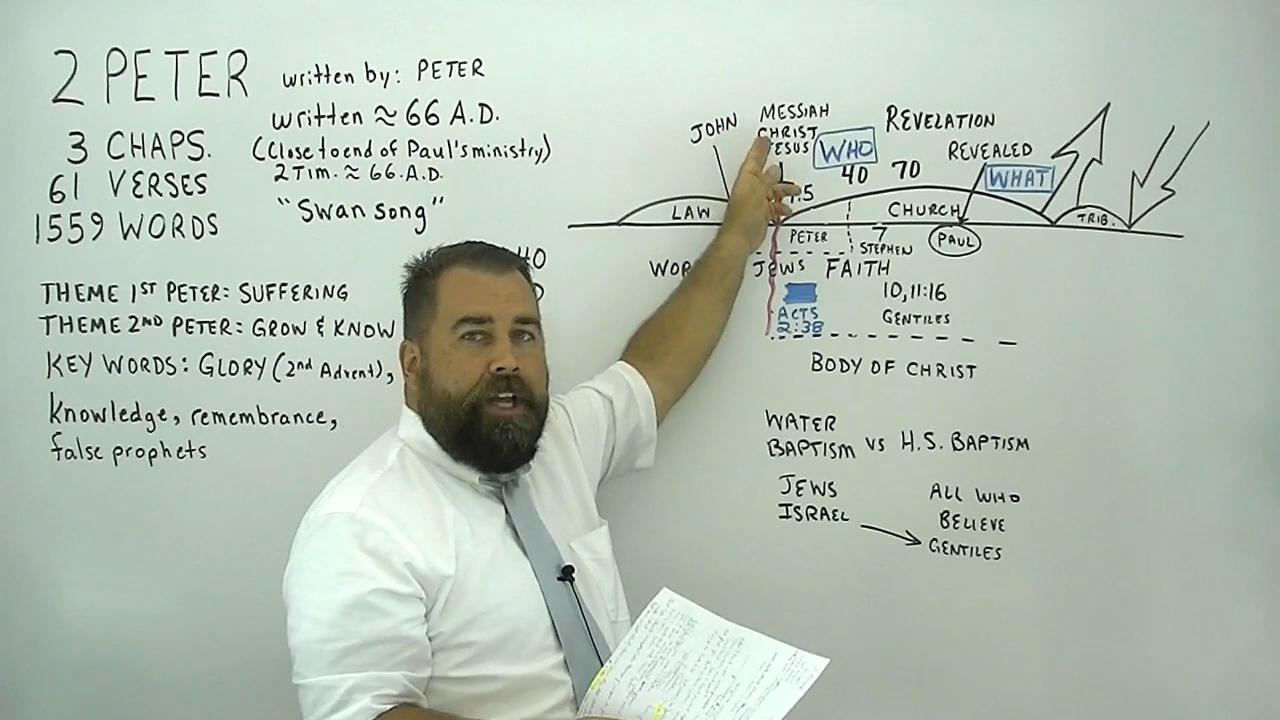 2 PETER
written by: PETER
written ≈ 66 A.D.
3 CHAPS.
(Close to end of Paul's ministry)
61 VERSES
2 Tim. ≈ 66 A.D.
1559 WORDS
"Swan song"
THEME 1ST PETER: SUFFERING
THEME 2ND PETER: GROW & KNOW
KEY WORDS: GLORY (2nd Advent),
knowledge, remembrance,
false prophets
JOHN
MESSIAH
CHRIST
WHO
REVELATION
REVEALED
WHAT
40
70
LAW
CHURCH
TRIB.
PETER
7
STEPHEN
PAUL
JEWS
FAITH
ACTS
2:38
10,11:16
GENTILES
BODY OF CHRIST
WATER
BAPTISM VS H.S. BAPTISM
JEWS
ISRAEL
ALL WHO
BELIEVE
GENTILES